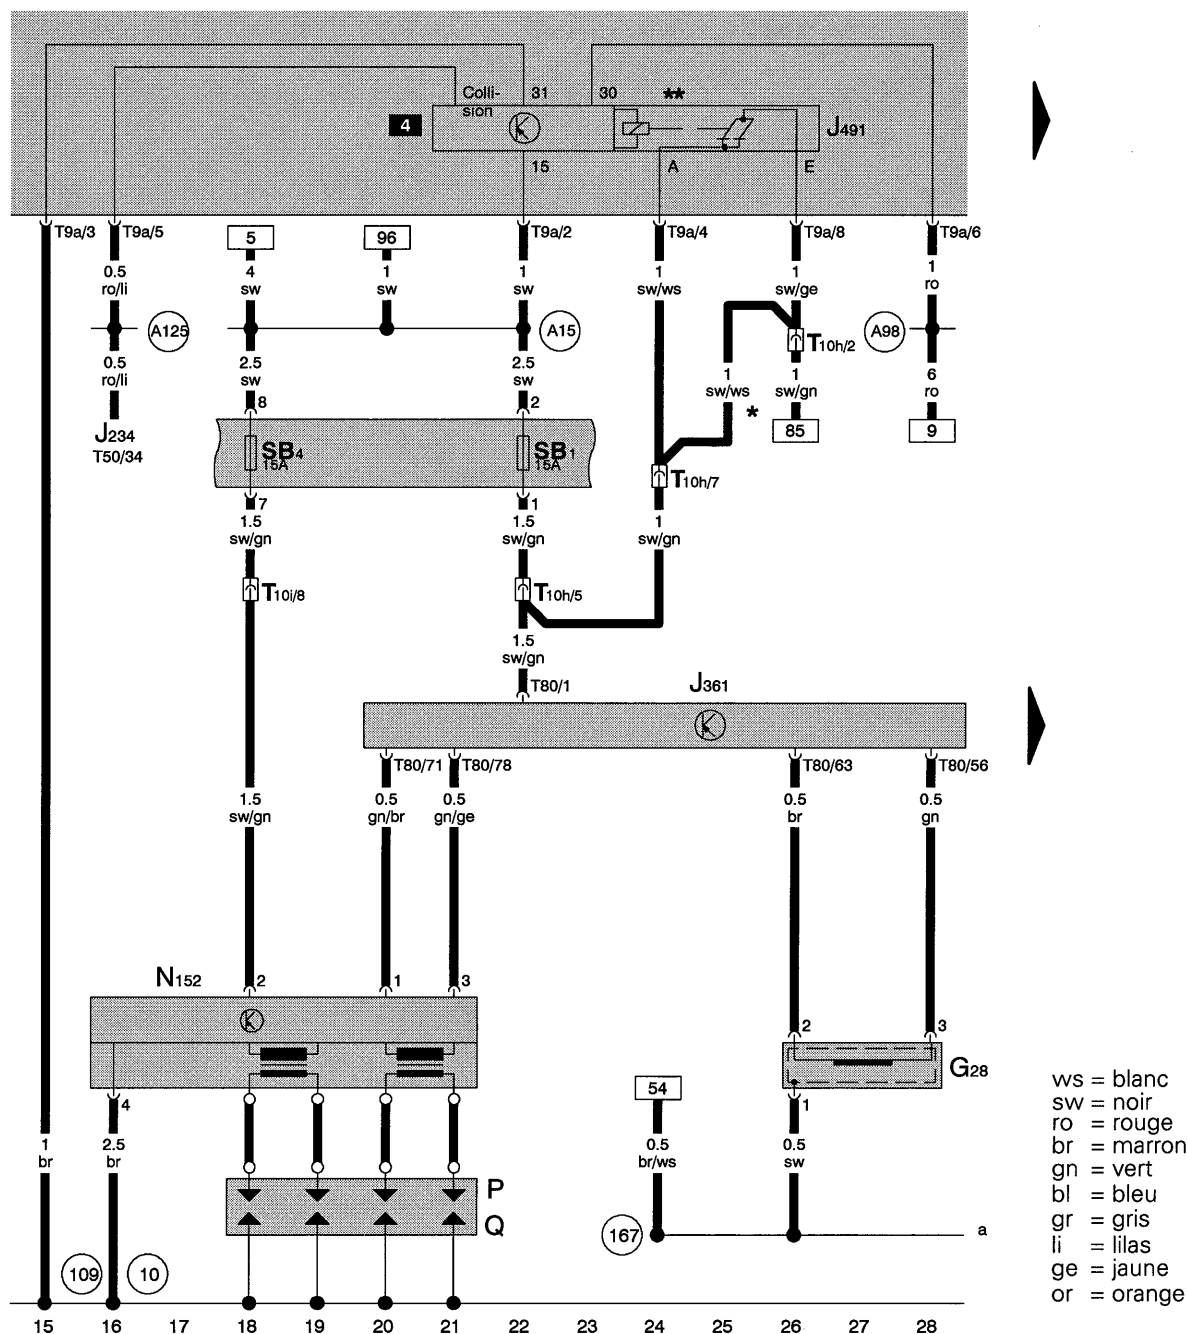 Colli- 31 30 **
sion
4 J491
15 A E
T9a/3 T9a/5 5 96 T9a/2 T9a/4 T9a/8 T9a/6
0.5 4 1 1 1 1 1
ro/li sw sw sw sw/ws sw/ge ro
A125 A15 T10h/2 A98
0.5 2.5 2.5 1 1 6
ro/li sw sw sw/ws sw/gn ro
8 2 * 85 9
J234
T50/34
SB4 SB1
15A 15A
T10h/7
7 1
1.5 1.5 1
sw/gn sw/gn sw/gn
T10i/8 T10h/5
1.5
sw/gn
T80/1 J361
T80/71 T80/78 T80/63 T80/56
1.5 0.5 0.5 0.5 0.5
sw/gn gn/br gn/ge br gn
N152 2 1 3
2 3
G28
4 54 1
1 2.5 0.5 0.5
br br br/ws sw
P
Q
167 a
109 10
15 16 17 18 19 20 21 22 23 24 25 26 27 28
ws = blanc
sw = noir
ro = rouge
br = marron
gn = vert
bl = bleu
gr = gris
li = lilas
ge = jaune
or = orange